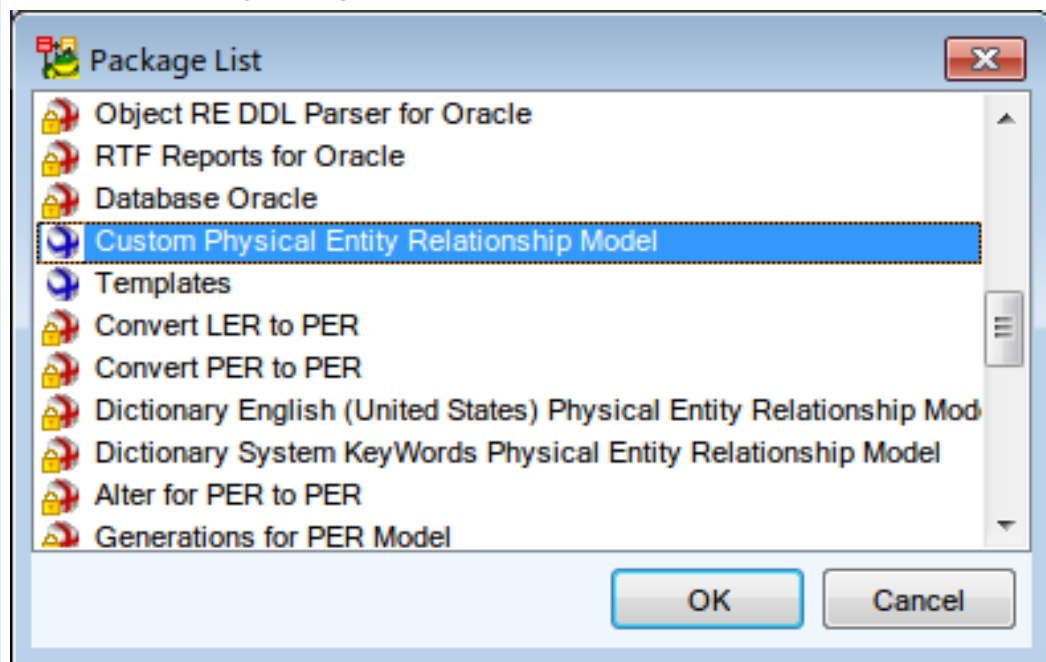 Package List
Object RE DDL Parser for Oracle
RTF Reports for Oracle
Database Oracle
Custom Physical Entity Relationship Model
Templates
Convert LER to PER
Convert PER to PER
Dictionary English (United States) Physical Entity Relationship Mod
Dictionary System KeyWords Physical Entity Relationship Model
Alter for PER to PER
Generations for PER Model
OK Cancel